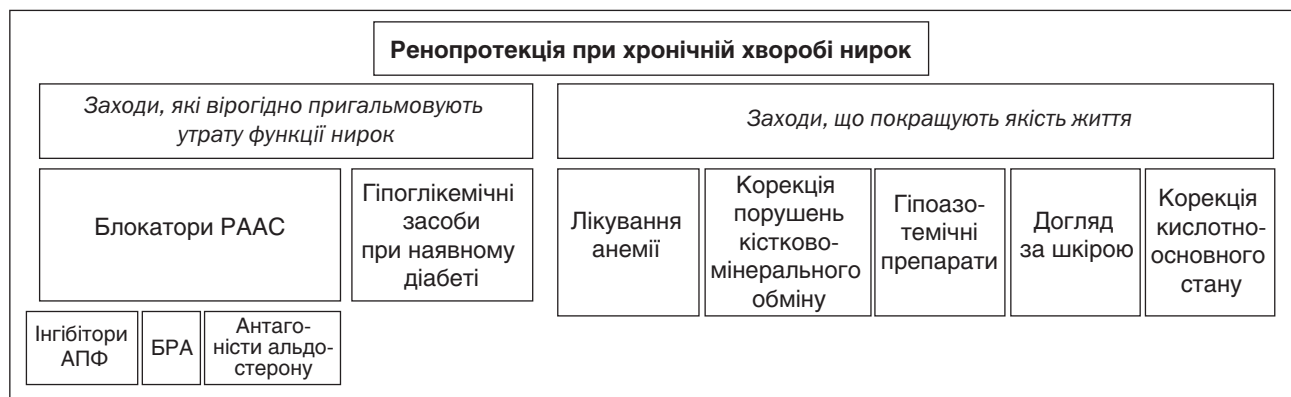 Ренопротекція при хронічній хворобі нирок
Заходи, які вірогідно пригальмовують
утрату функції нирок
Заходи, що покращують якість життя
Блокатори РААС
Гіпоглікемічні
засоби
при наявному
діабеті
Лікування
анемії
Корекція
порушень
кістково-
мінерального
обміну
Гіпоазо-
темічні
препарати
Догляд
за шкірою
Корекція
кислотно-
основного
стану
Інгібітори
АПФ
БРА
Антаго-
ністи альдо-
стерону